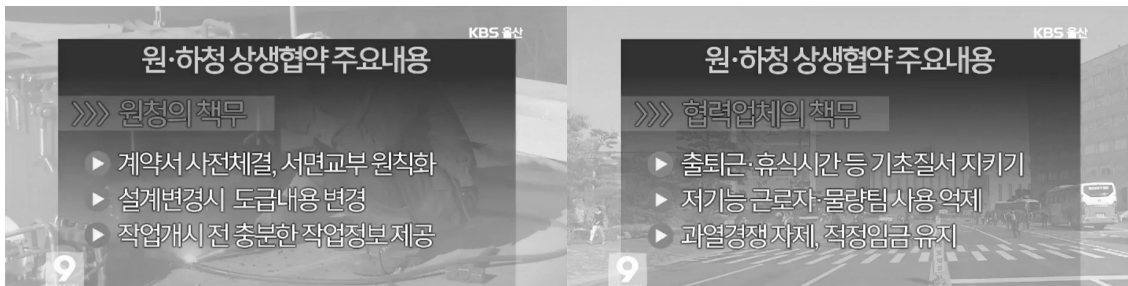 KBS 울산
원·하청 상생협약 주요내용
>>> 원청의 책무
▶ 계약서 사전체결, 서면교부 원칙화
▶ 설계변경시 도급내용 변경
▶ 작업개시 전 충분한 작업정보 제공
9
KBS 울산
원·하청 상생협약 주요내용
>>> 협력업체의 책무
▶ 출퇴근·휴식시간 등 기초질서 지키기
▶ 저기능 근로자·물량팀 사용 억제
▶ 과열경쟁 자제, 적정임금 유지
9